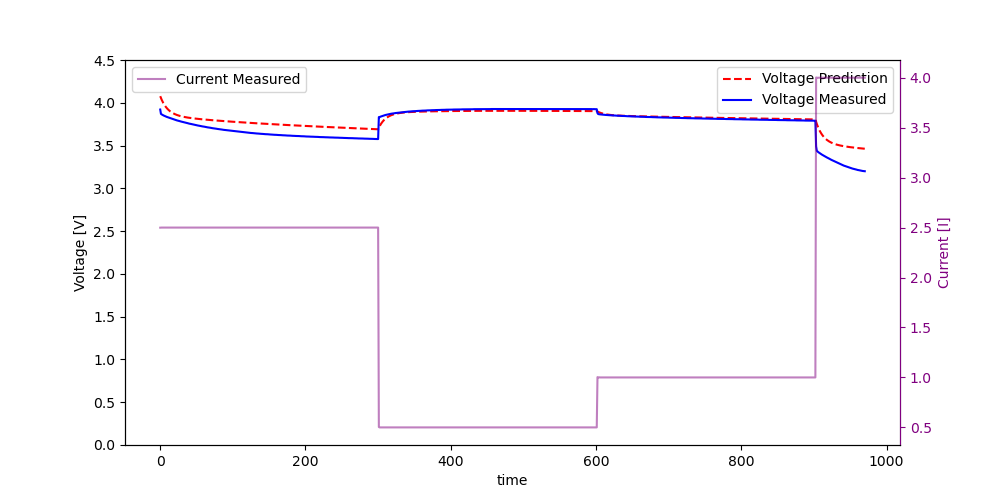 Current Measured
Voltage Prediction
Voltage Measured
4.5
4.0
3.5
3.0
2.5
2.0
1.5
1.0
0.5
0.0
Voltage [V]
4.0
3.5
3.0
2.5
2.0
1.5
1.0
0.5
Current [I]
0 200 400 600 800 1000
time